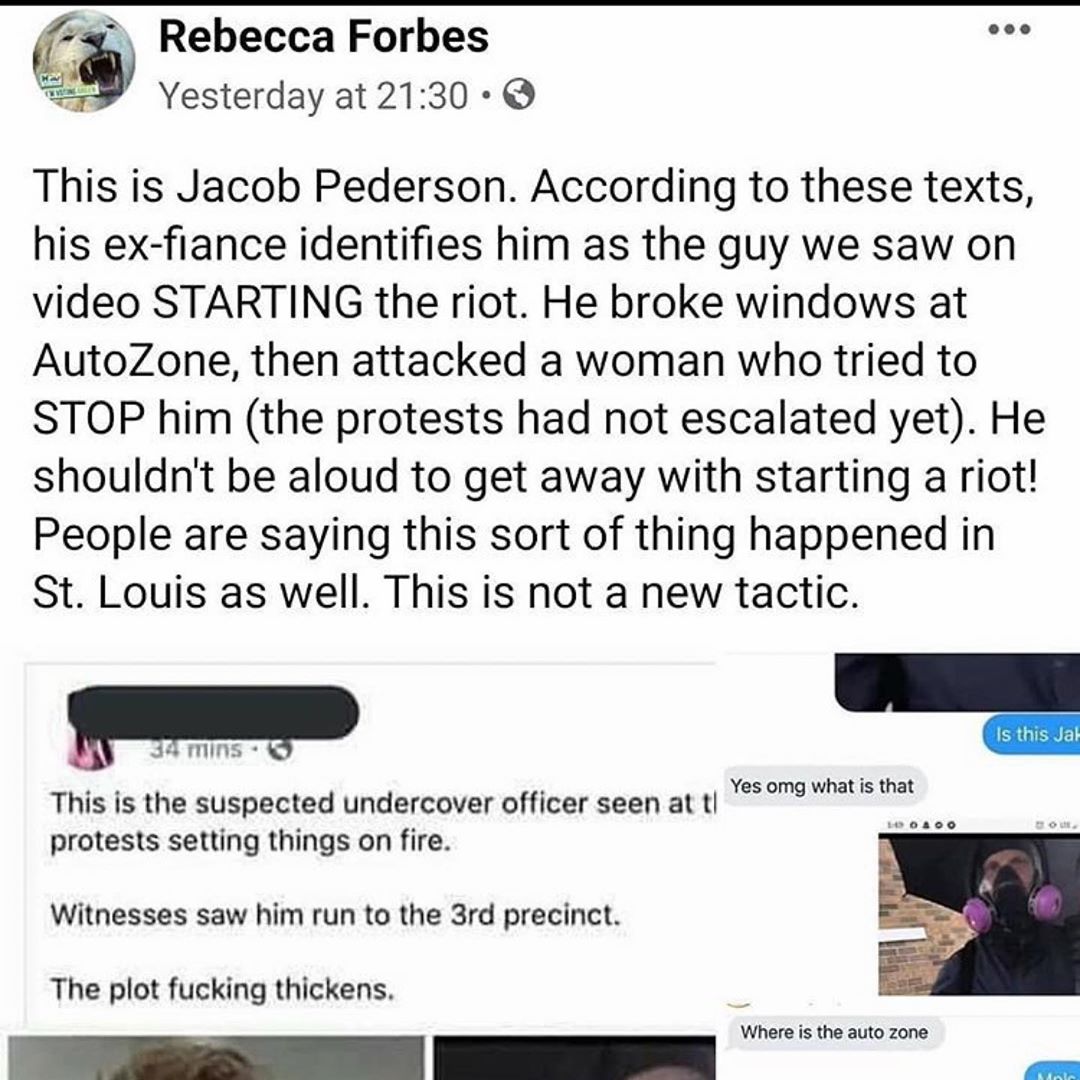 Rebecca Forbes
Yesterday at 21:30 ·
This is Jacob Pederson. According to these texts,
his ex-fiance identifies him as the guy we saw on
video STARTING the riot. He broke windows at
AutoZone, then attacked a woman who tried to
STOP him (the protests had not escalated yet). He
shouldn't be aloud to get away with starting a riot!
People are saying this sort of thing happened in
St. Louis as well. This is not a new tactic.
34 mins ·
This is the suspected undercover officer seen at
protests setting things on fire.
Witnesses saw him run to the 3rd precinct.
The plot fucking thickens.
Is this Jak
Yes omg what is that
Where is the auto zone